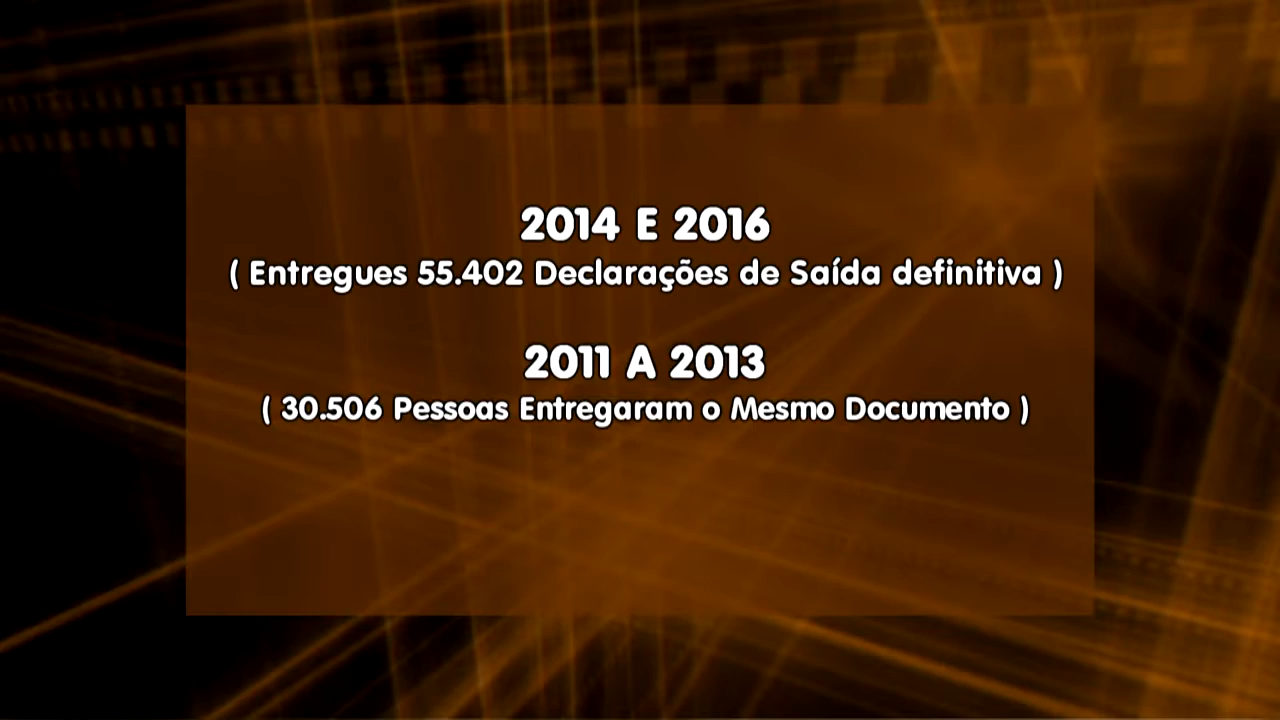 2014 E 2016
( Entregues 55.402 Declarações de Saída definitiva )
2011 A 2013
( 30.506 Pessoas Entregaram o Mesmo Documento )